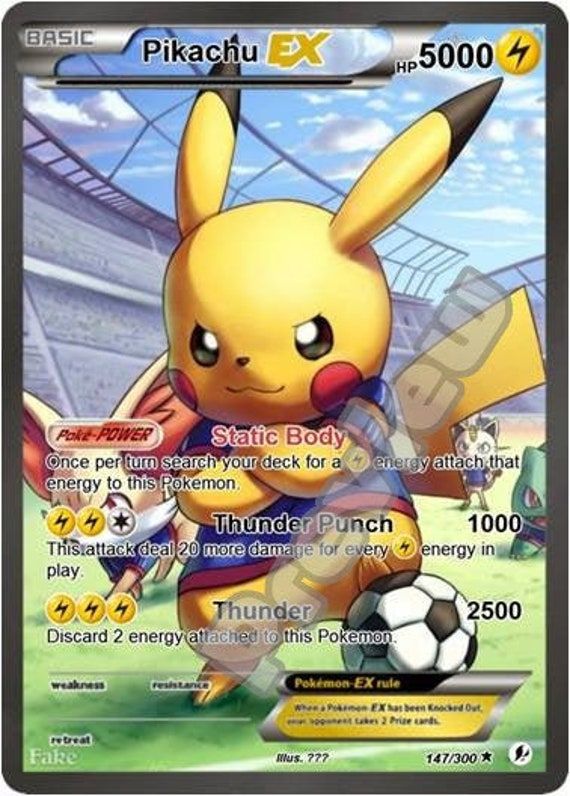 BASIC
Pikachu EX HP 5000
Poké-POWER Static Body
Once per turn search your deck for a energy attach that
energy to this Pokemon.
Thunder Punch 1000
This attack deal 20 more damage for every energy in
play.
Thunder 2500
Discard 2 energy attached to this Pokemon.
weakness resistance
Pokémon-EX rule
When a Pokémon-EX has been Knocked Out,
your opponent takes 2 Prize cards.
retreat
Fake Illus. ??? 147/300
Preview